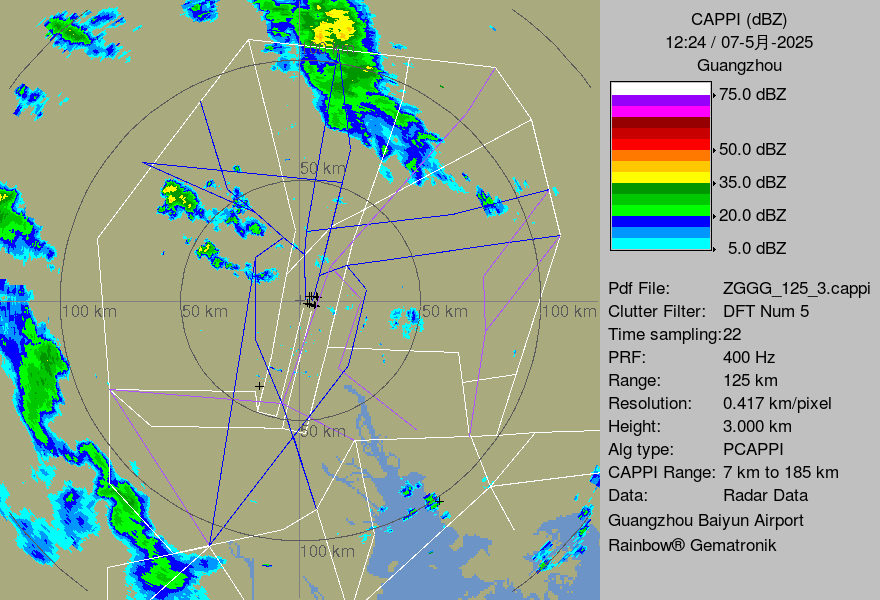 CAPPI (dBZ)
12:24 / 07-5月-2025
Guangzhou
75.0 dBZ
50.0 dBZ
35.0 dBZ
20.0 dBZ
5.0 dBZ
Pdf File: ZGGG_125_3.cappi
Clutter Filter: DFT Num 5
Time sampling:22
PRF: 400 Hz
Range: 125 km
Resolution: 0.417 km/pixel
Height: 3.000 km
Alg type: PCAPPI
CAPPI Range: 7 km to 185 km
Data: Radar Data
Guangzhou Baiyun Airport
Rainbow® Gematronik
50 km
100 km 50 km 50 km 100 km
50 km
100 km